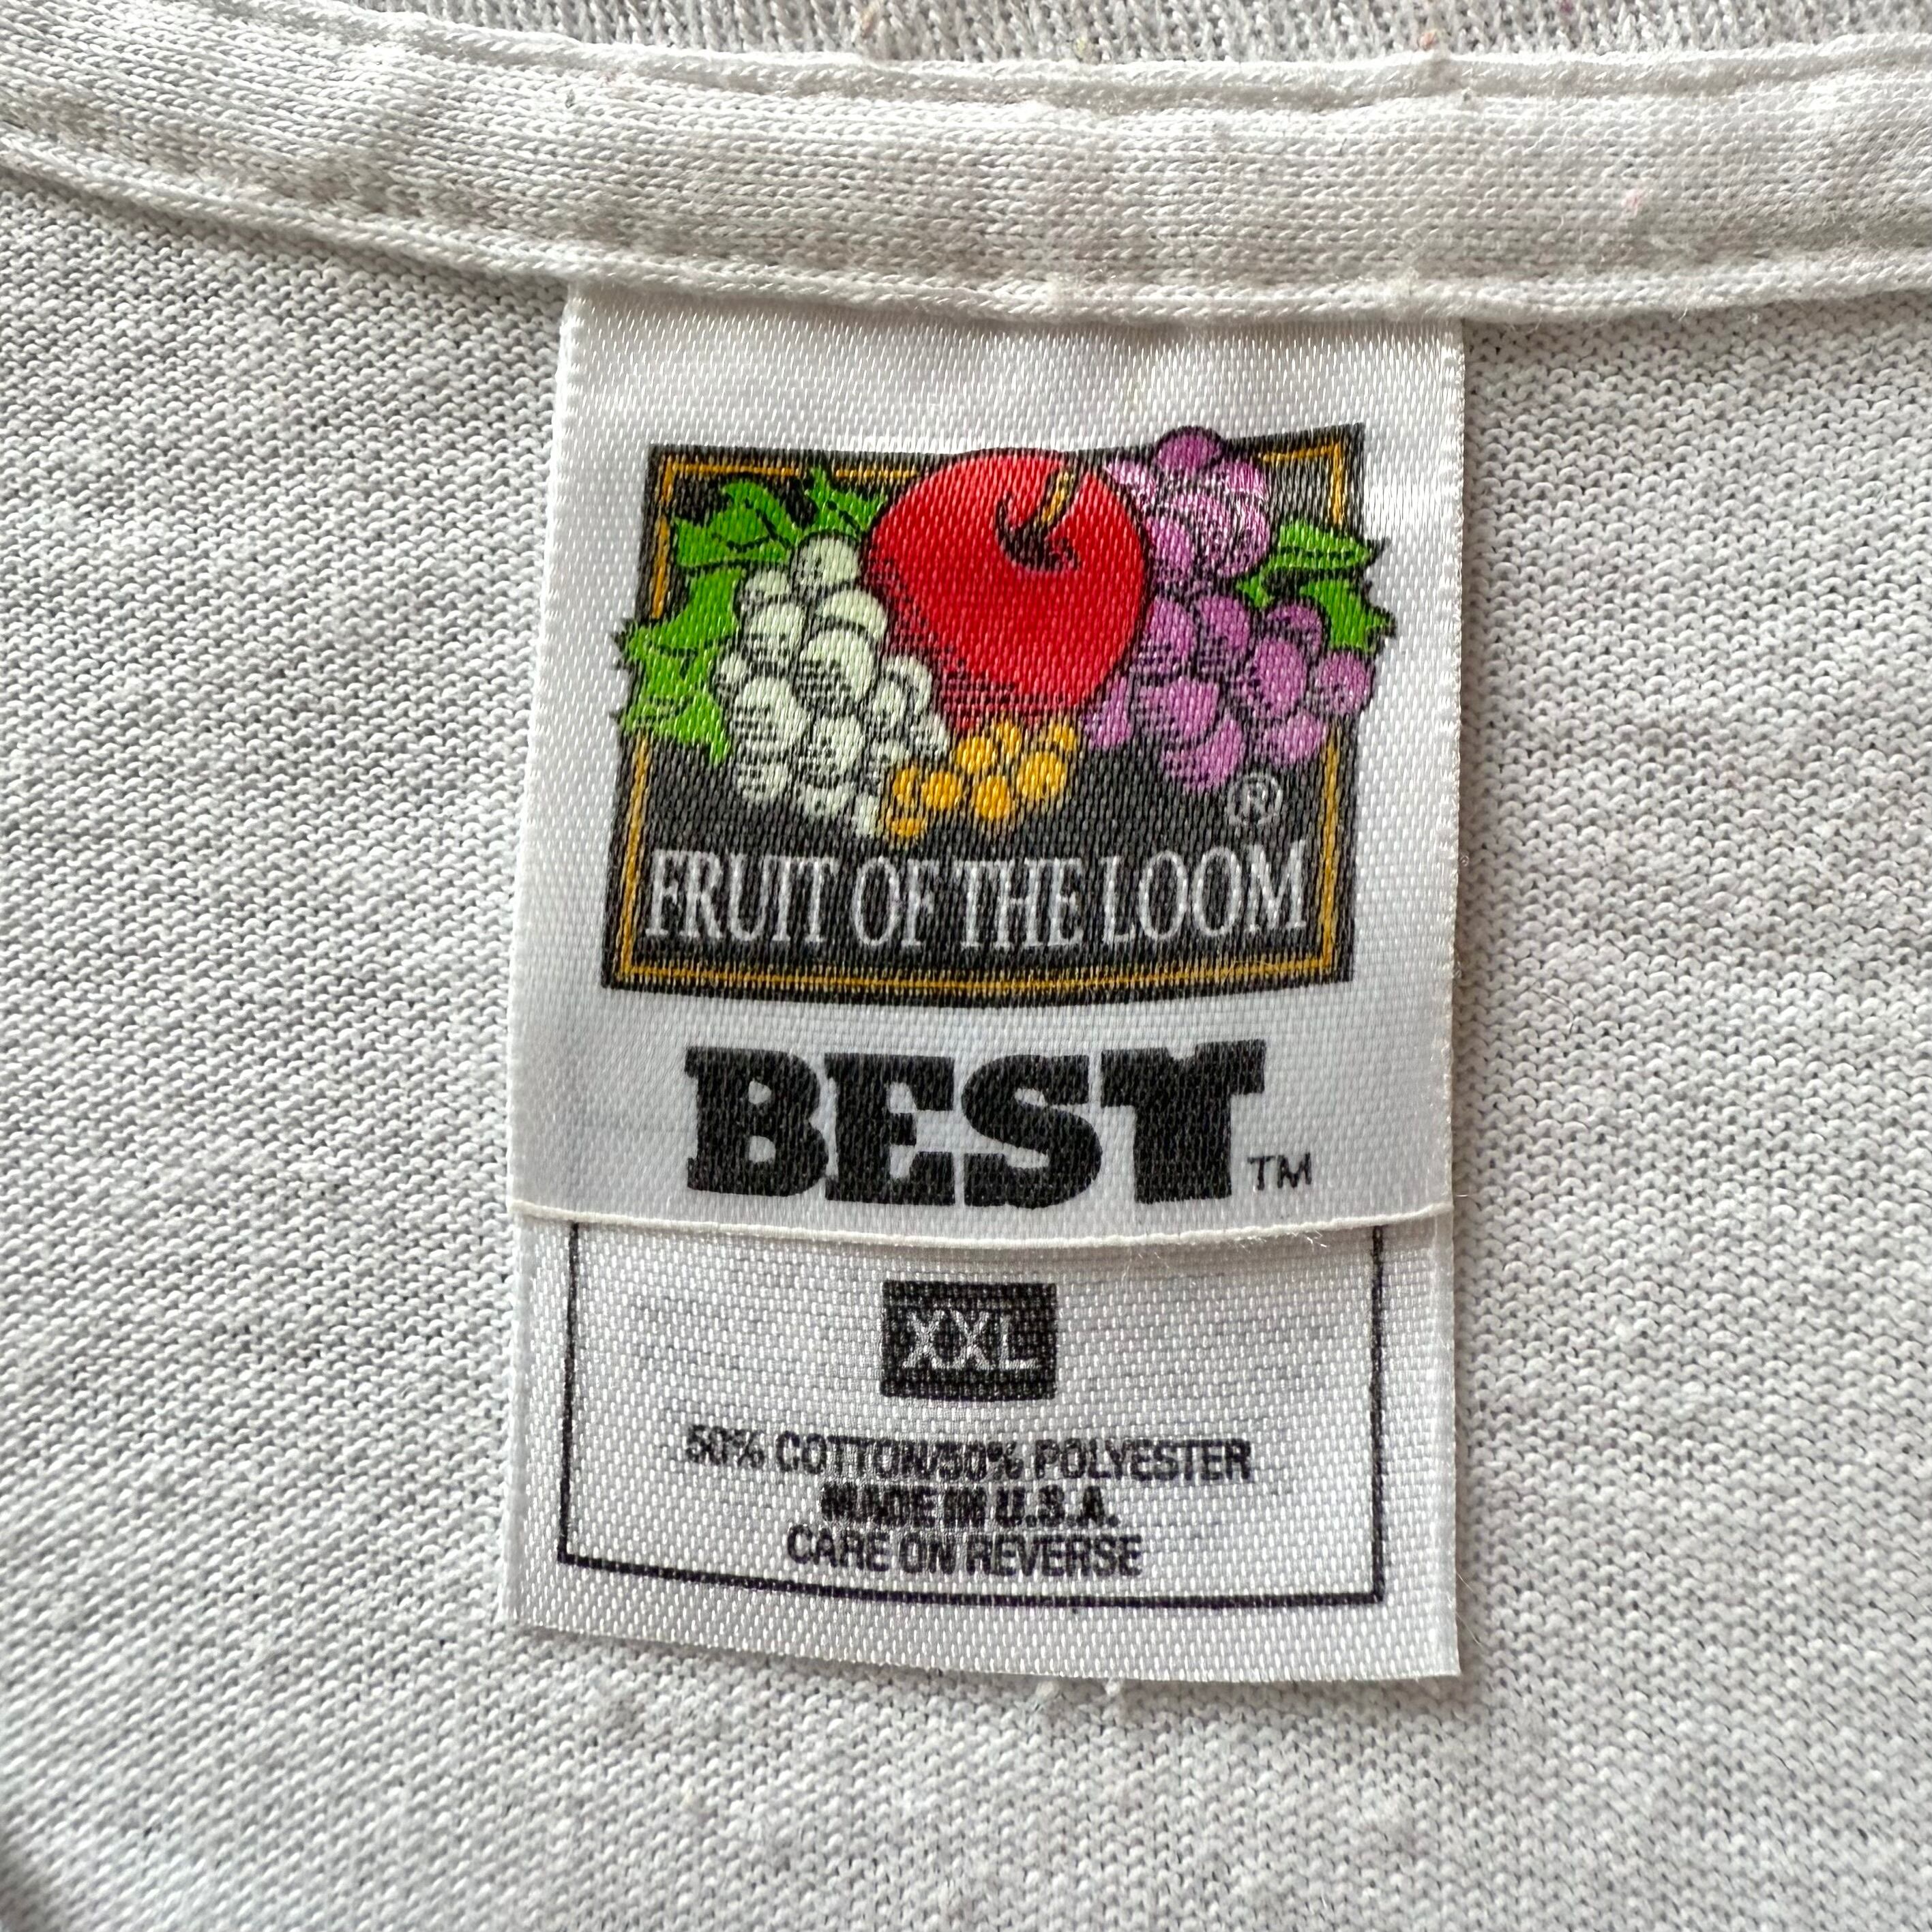 ®
FRUIT OF THE LOOM
BEST™
XXL
50% COTTON/50% POLYESTER
MADE IN U.S.A.
CARE ON REVERSE